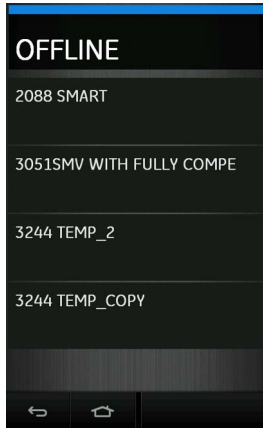 OFFLINE
2088 SMART
3051SMV WITH FULLY COMPE
3244 TEMP_2
3244 TEMP_COPY